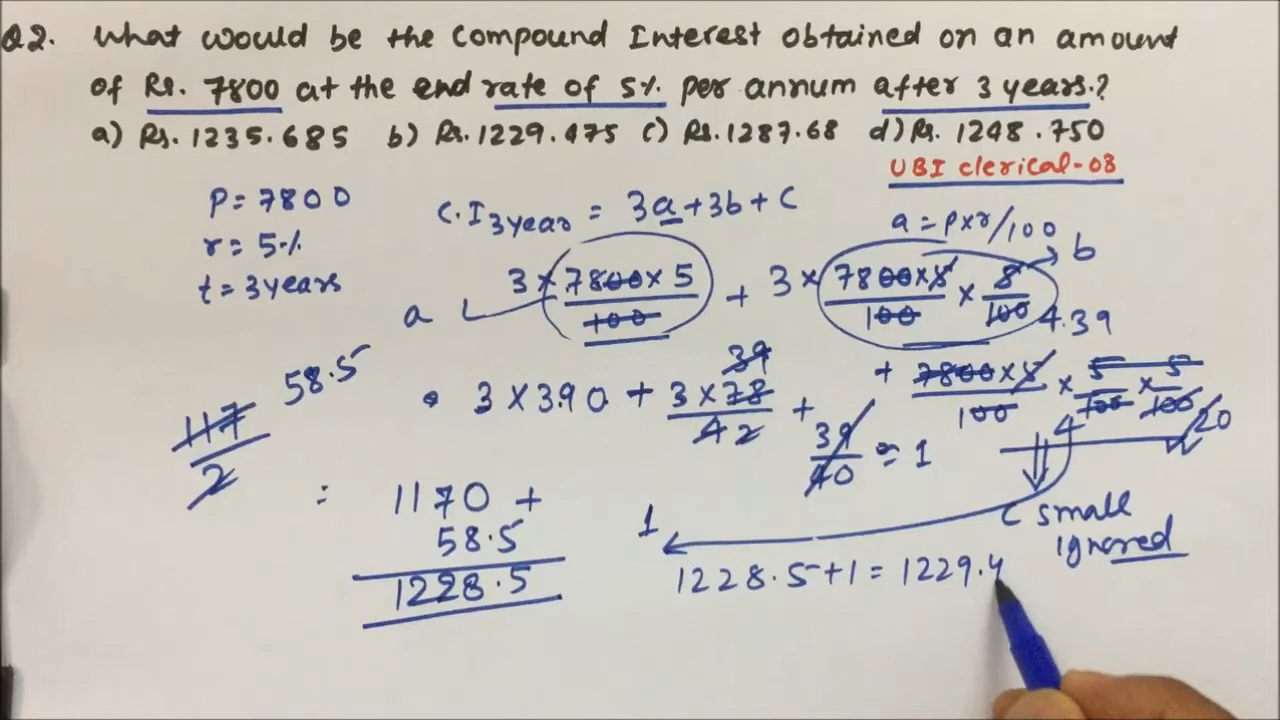 Q2. What would be the Compound Interest obtained on an amount
of Rs. 7800 at the end rate of 5% per annum after 3 years.?
a) Rs. 1235.685 b) Rs. 1229.475 c) Rs. 1287.68 d) Rs. 1248.750
UBI clerical-08
P = 7800
r = 5%
t = 3 years
C.I 3 year = 3a + 3b + c
a = P x r / 100
3 x 7800 x 5 / 100 + 3 x 7800 x 5 / 100 x 5 / 100 b
a
4.39
+ 7800 x 5 / 100 x 5 / 100 x 5 / 100
4 20
58.5
117 / 2
3 x 390 + 3 x 78 / 4 2 + 39 / 40 ≈ 1
39
: 1170 +
58.5
1228.5
1
C small
ignored
1228.5 + 1 = 1229.4